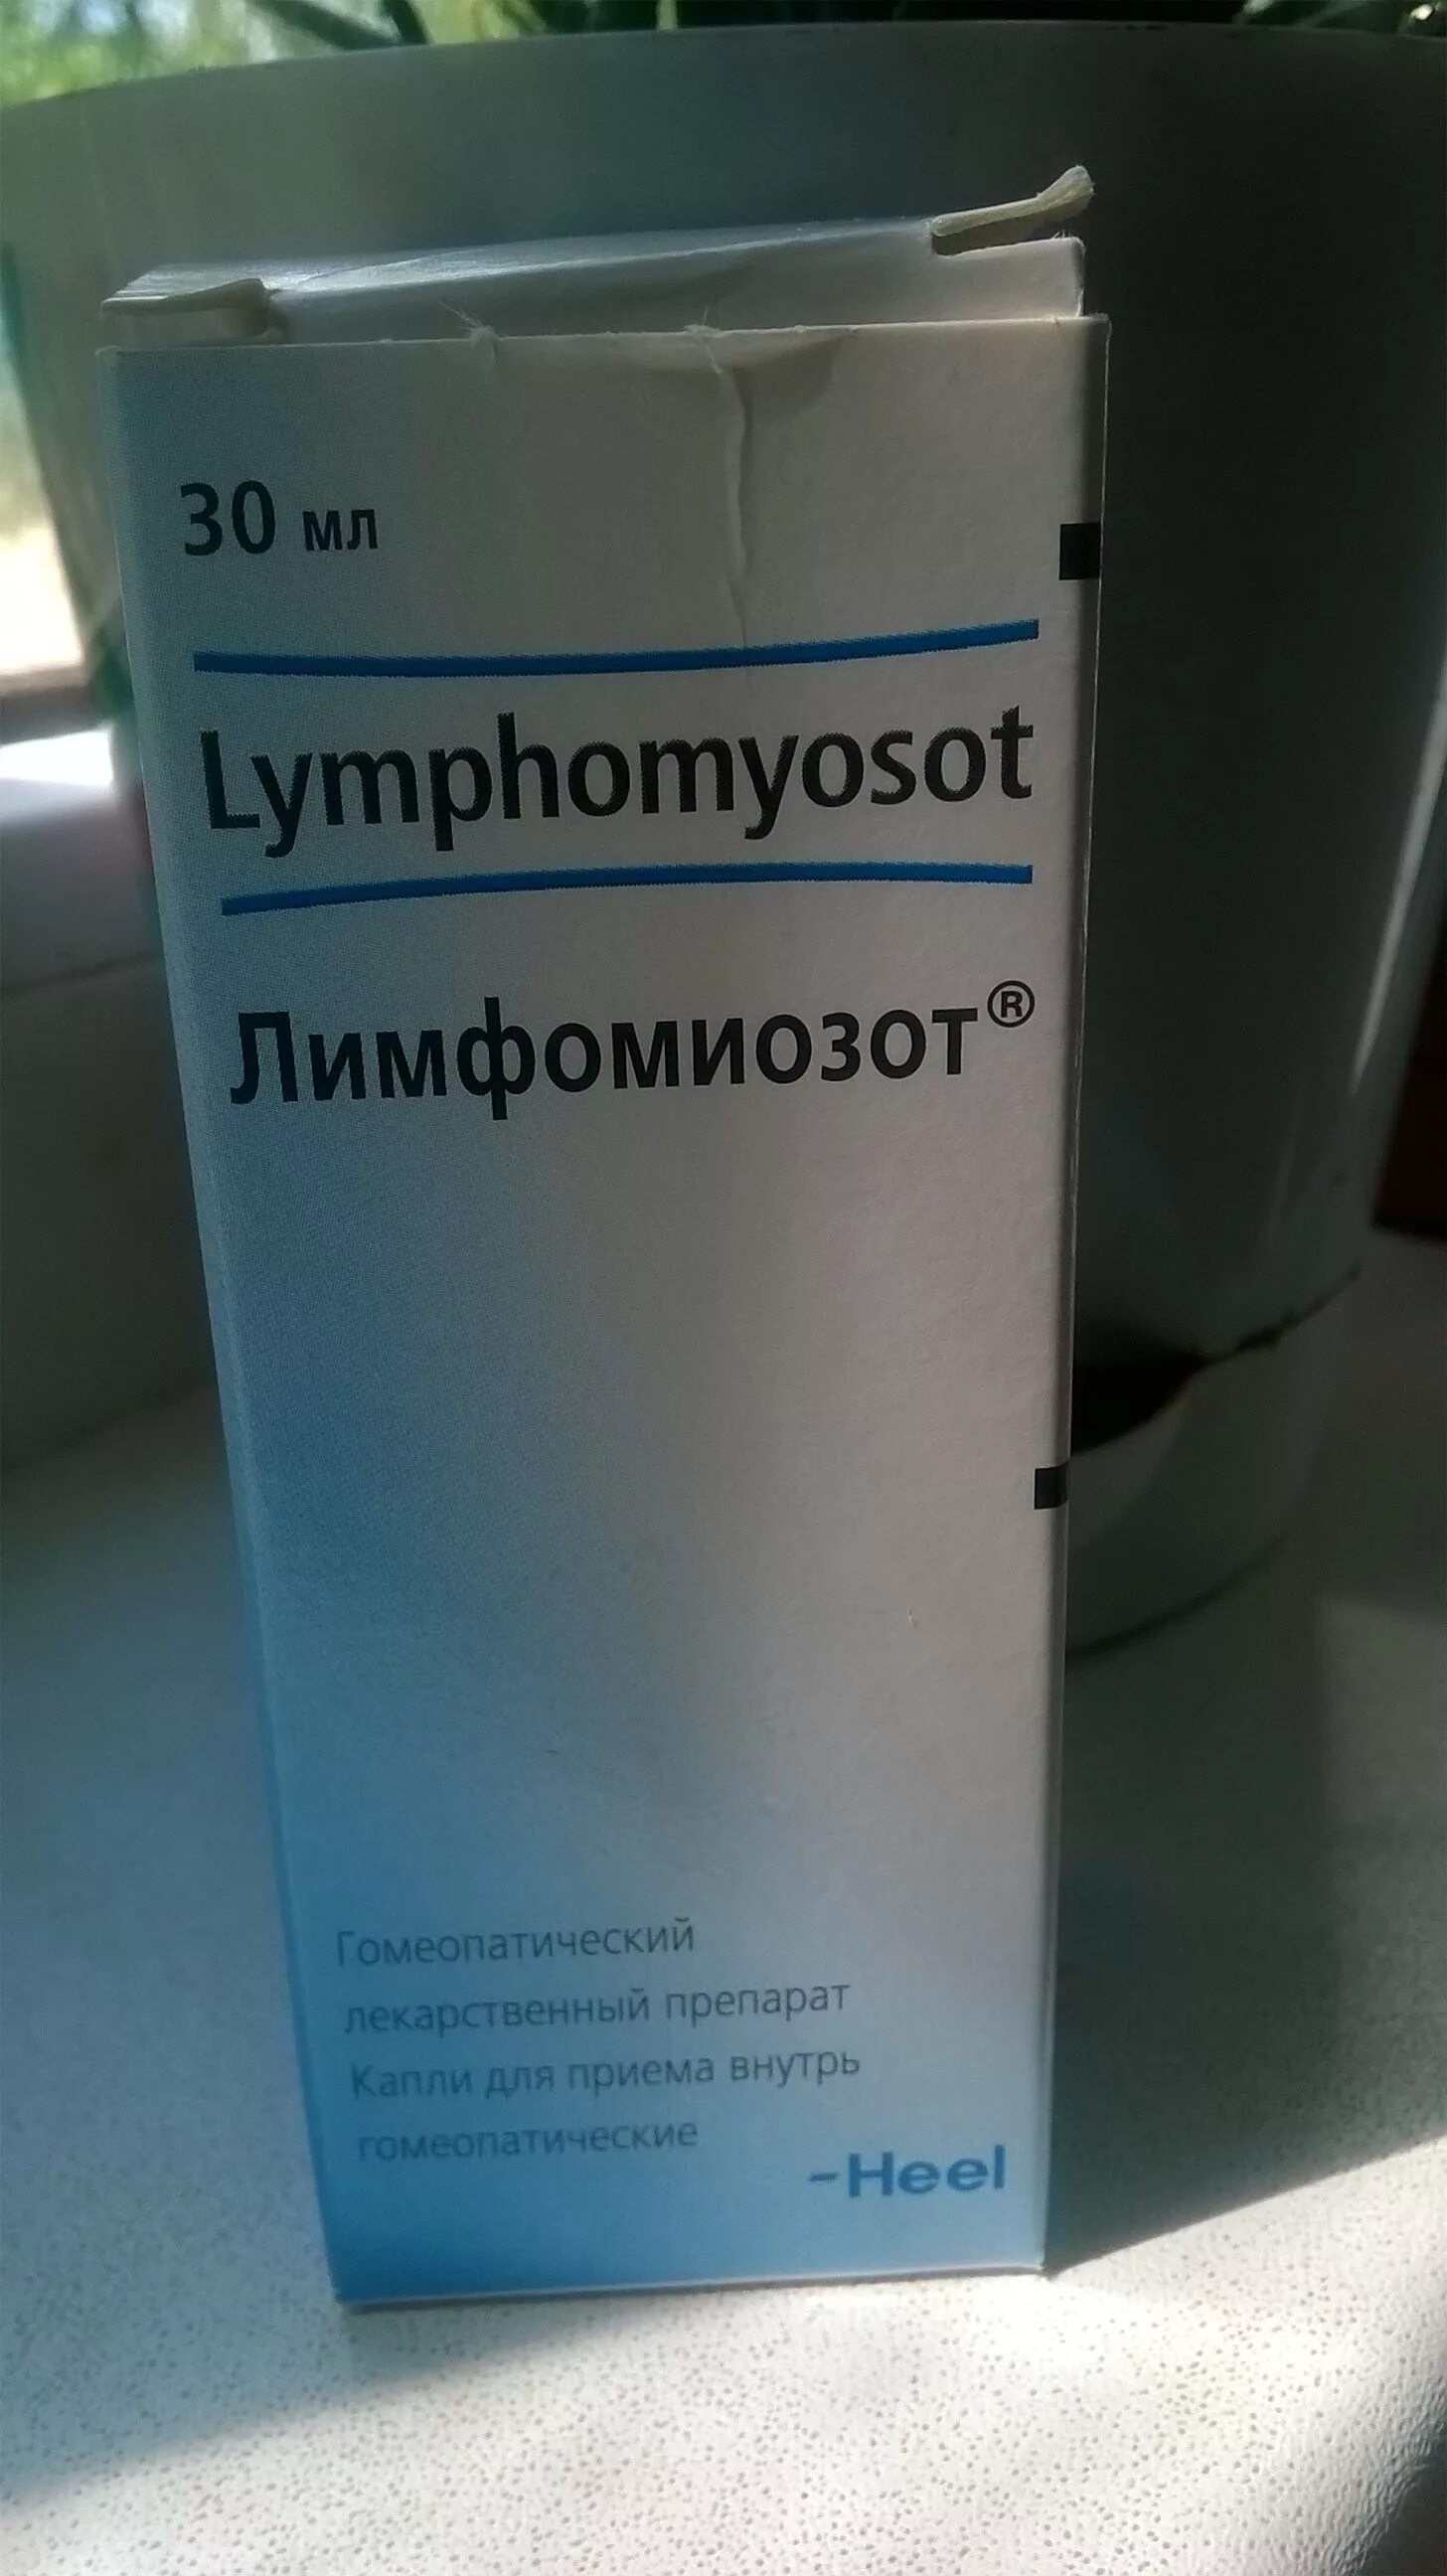 30 мл
Lymphomyosot
Лимфомиозот®
Гомеопатический
лекарственный препарат
Капли для приема внутрь
гомеопатические
-Heel